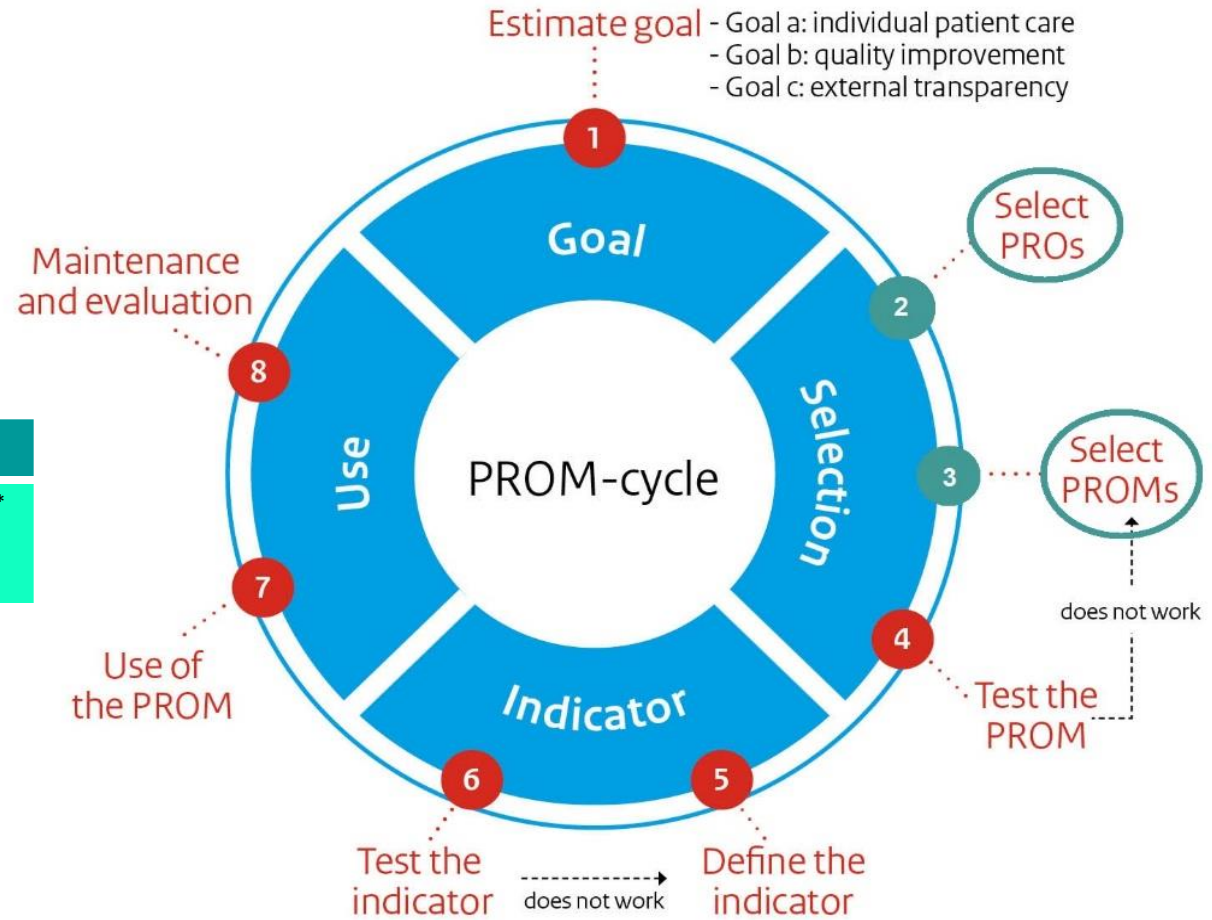 Estimate goal
- Goal a: individual patient care
- Goal b: quality improvement
- Goal c: external transparency
1
Goal
Select
PROs
2
Selection
3
Select
PROMs
does not work
4
Test the
PROM
PROM-cycle
Indicator
5
Define the
indicator
does not work
6
Test the
indicator
Use
7
Use of
the PROM
8
Maintenance
and evaluation
*